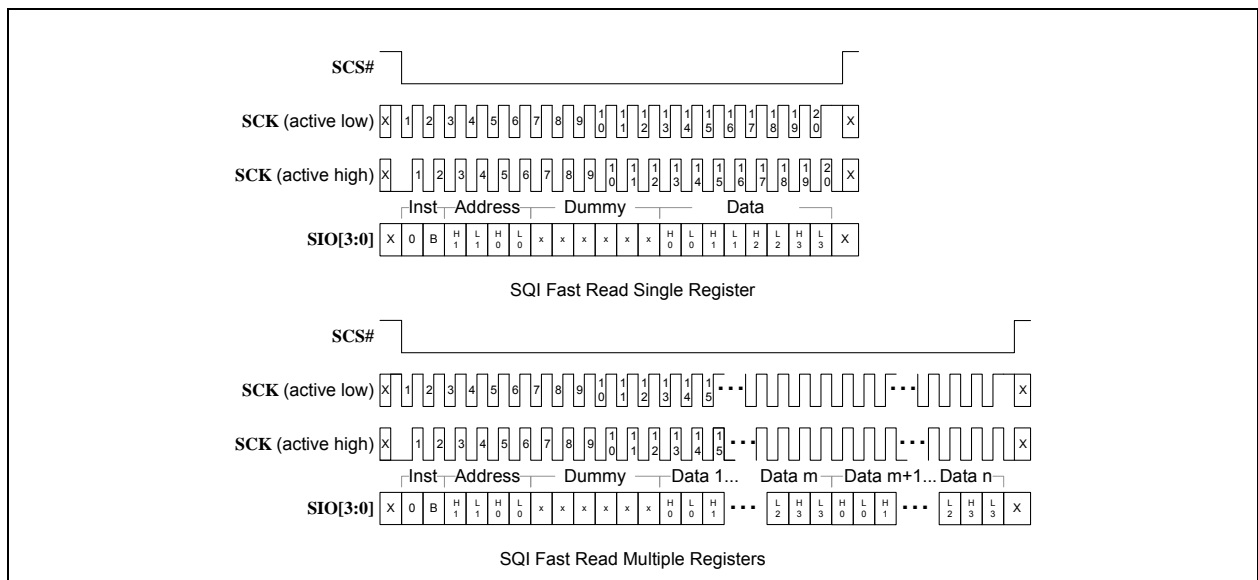 SCS#
SCK (active low) X 1 2 3 4 5 6 7 8 9 10 11 12 13 14 15 16 17 18 19 20 X
SCK (active high) X 1 2 3 4 5 6 7 8 9 10 11 12 13 14 15 16 17 18 19 20 X
Inst Address Dummy Data
SIO[3:0] X 0 B H1 L1 H0 L0 x x x x x x H0 L0 H1 L1 H2 L2 H3 L3 X
SQI Fast Read Single Register
SCS#
SCK (active low) X 1 2 3 4 5 6 7 8 9 10 11 12 13 14 15 ... ... X
SCK (active high) X 1 2 3 4 5 6 7 8 9 10 11 12 13 14 15 ... ... X
Inst Address Dummy Data 1... Data m Data m+1... Data n
SIO[3:0] X 0 B H1 L1 H0 L0 x x x x x x H0 L0 H1 ... L2 H3 L3 H0 L0 H1 ... L2 H3 L3 X
SQI Fast Read Multiple Registers